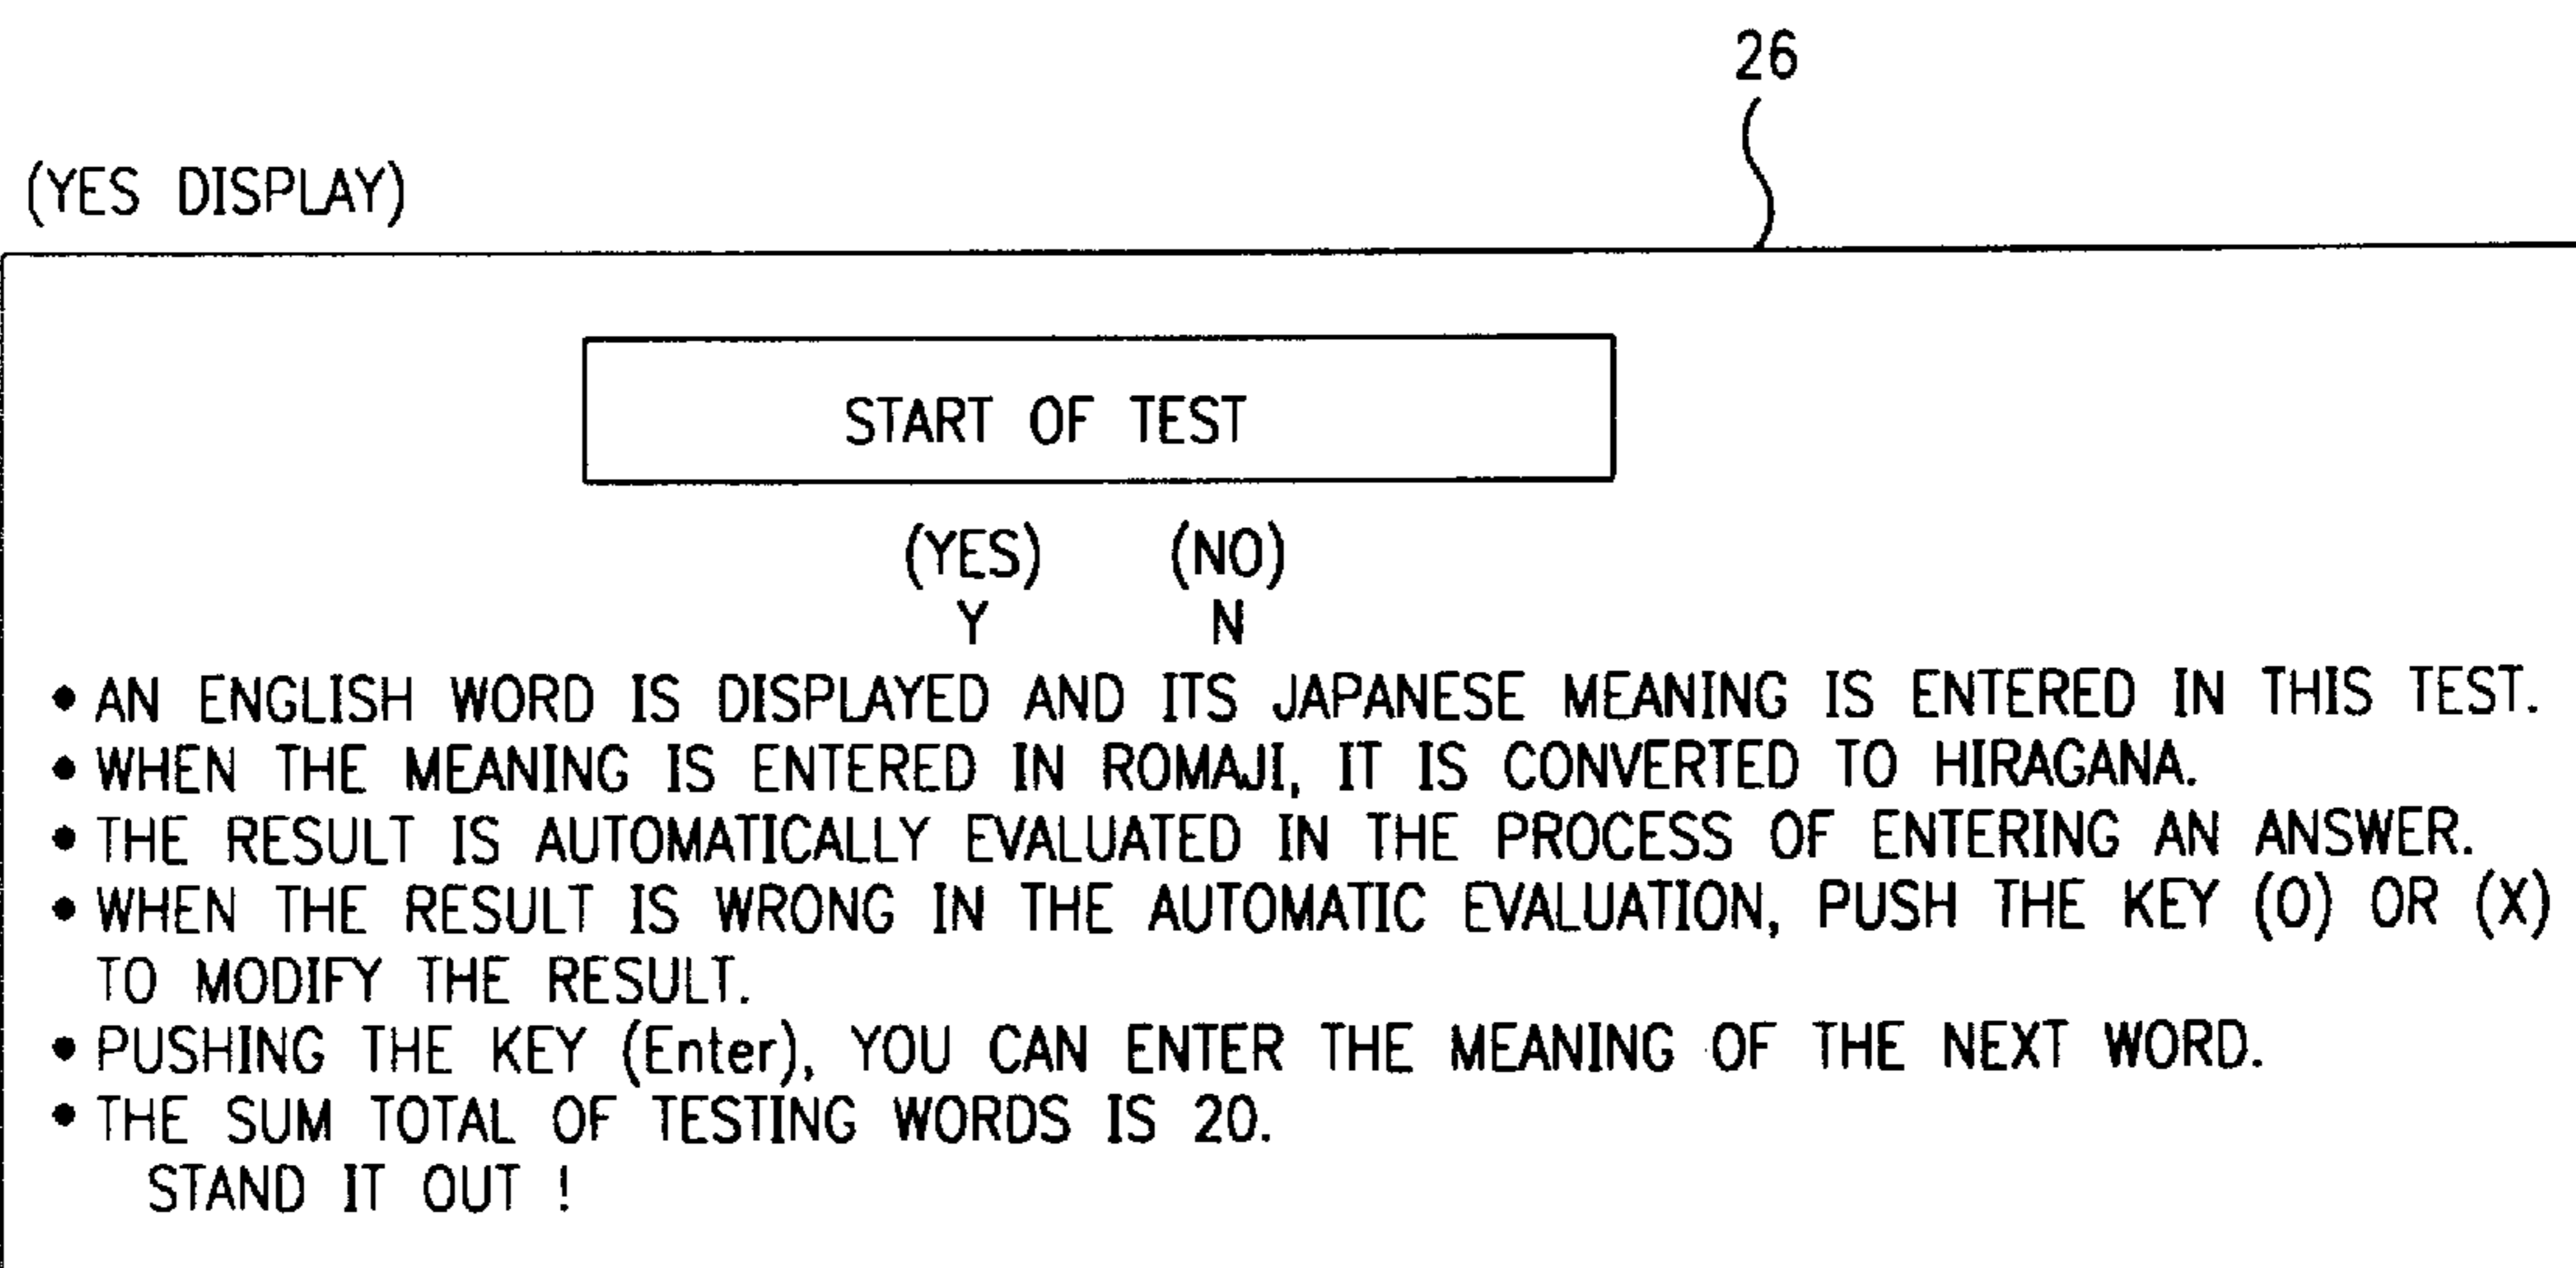 26
(YES DISPLAY)
START OF TEST
(YES) (NO)
Y N
• AN ENGLISH WORD IS DISPLAYED AND ITS JAPANESE MEANING IS ENTERED IN THIS TEST.
• WHEN THE MEANING IS ENTERED IN ROMAJI, IT IS CONVERTED TO HIRAGANA.
• THE RESULT IS AUTOMATICALLY EVALUATED IN THE PROCESS OF ENTERING AN ANSWER.
• WHEN THE RESULT IS WRONG IN THE AUTOMATIC EVALUATION, PUSH THE KEY (O) OR (X)
TO MODIFY THE RESULT.
• PUSHING THE KEY (Enter), YOU CAN ENTER THE MEANING OF THE NEXT WORD.
• THE SUM TOTAL OF TESTING WORDS IS 20.
STAND IT OUT !